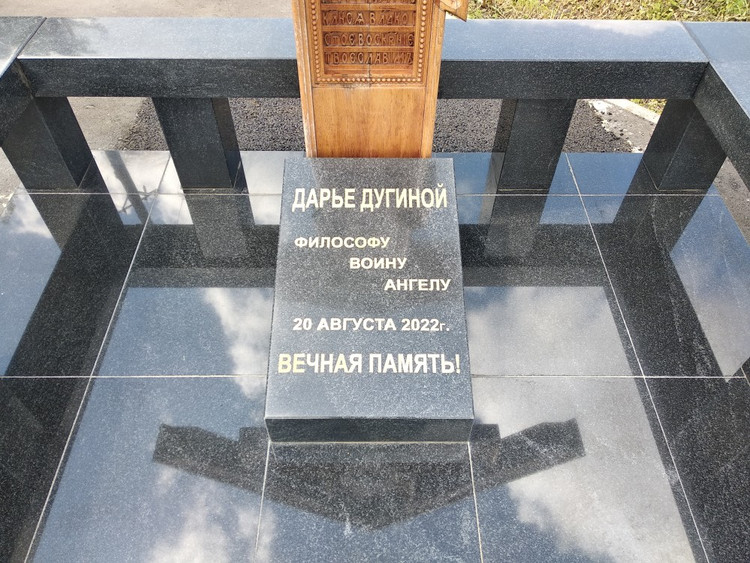 ДАРЬЕ ДУГИНОЙ
ФИЛОСОФУ
ВОИНУ
АНГЕЛУ
20 АВГУСТА 2022г.
ВЕЧНАЯ ПАМЯТЬ!